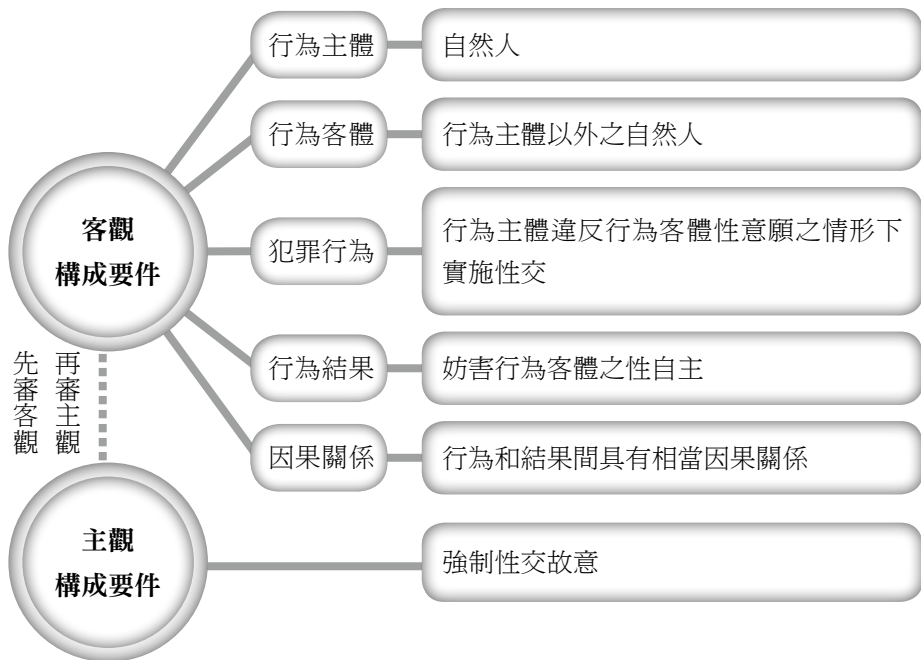 客觀
構成要件
行為主體
自然人
行為客體
行為主體以外之自然人
犯罪行為
行為主體違反行為客體性意願之情形下
實施性交
行為結果
妨害行為客體之性自主
因果關係
行為和結果間具有相當因果關係
先審客觀
再審主觀
主觀
構成要件
強制性交故意